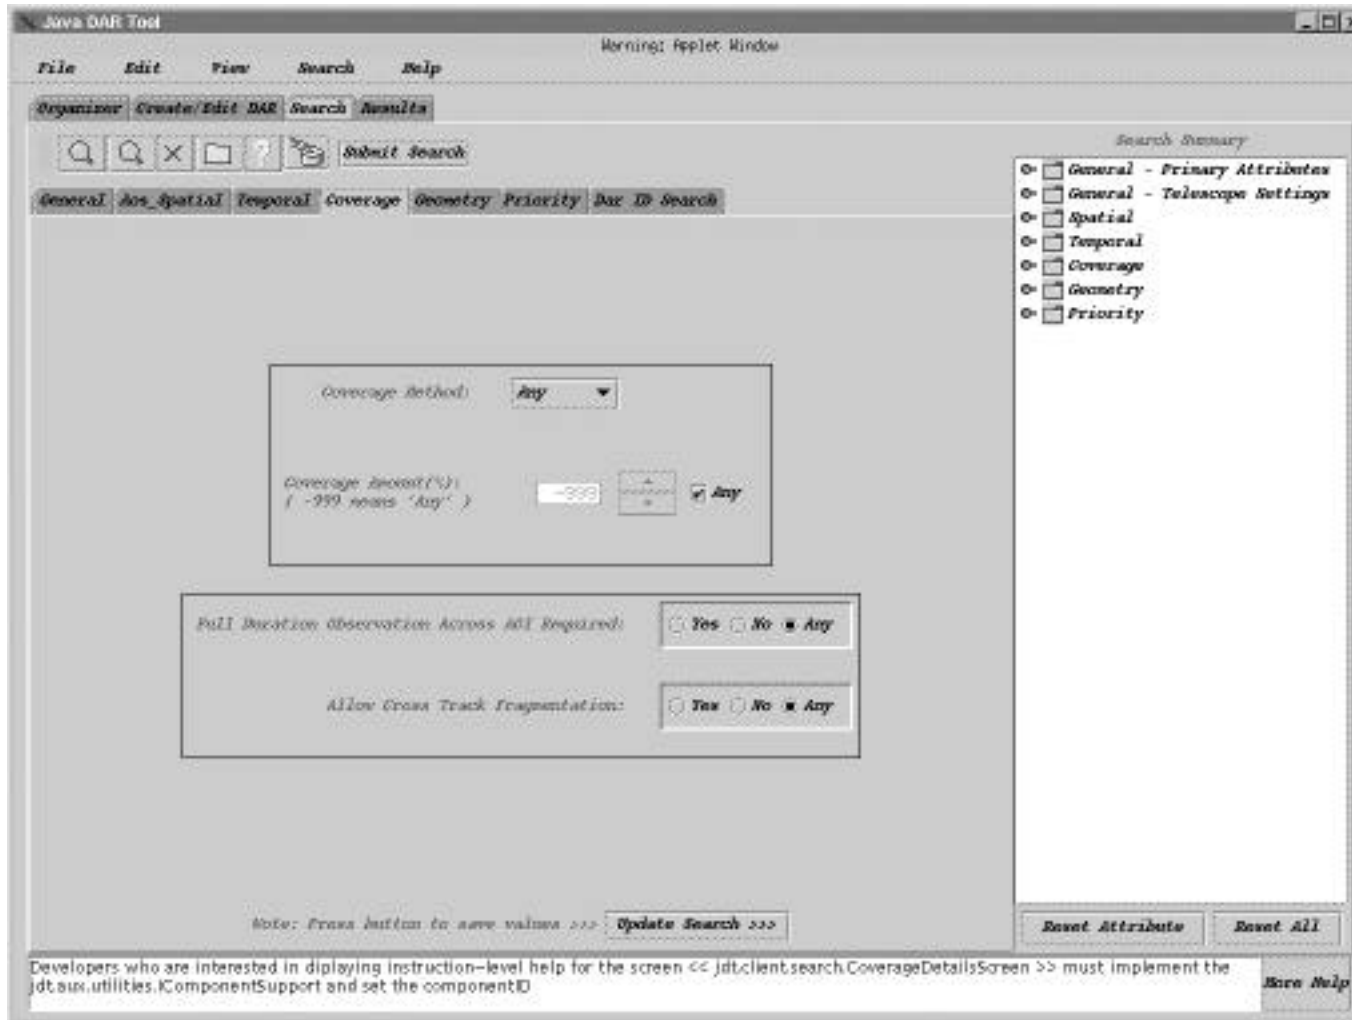 Java DAR Tool
Warning: Applet Window
File Edit View Search Help
Organizer Create/Edit DAR Search Results
Submit Search
Search Summary
General Aos_Spatial Temporal Coverage Geometry Priority Dar ID Search
General - Primary Attributes
General - Telescope Settings
Spatial
Temporal
Coverage
Geometry
Priority
Coverage Method: Any
Coverage Amount(%):
( -999 means 'Any' )
-999 Any
Full Duration Observation Across AOI Required: Yes No Any
Allow Cross Track Fragmentation: Yes No Any
Note: Press button to save values >>> Update Search >>>
Reset Attribute Reset All
Developers who are interested in diplaying instruction-level help for the screen << jdt.client.search.CoverageDetailsScreen >> must implement the
jdt.aux.utilities.IComponentSupport and set the componentID
More Help